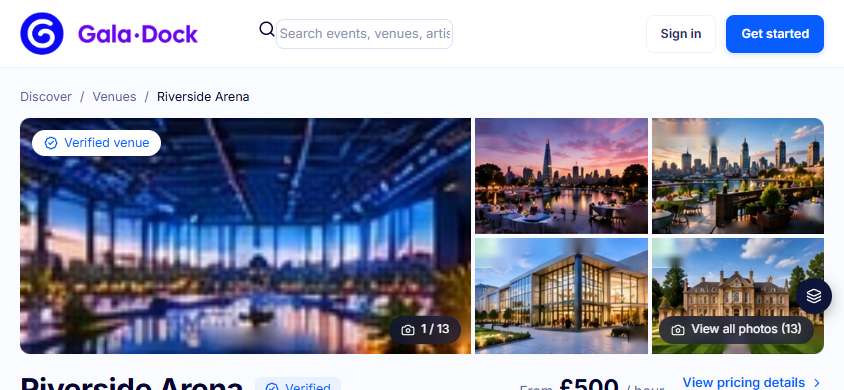 Gala·Dock
Search events, venues, artis
Sign in
Get started
Discover / Venues / Riverside Arena
Verified venue
1 / 13
View all photos (13)
Riverside Arena
Verified
From £500 / hour
View pricing details